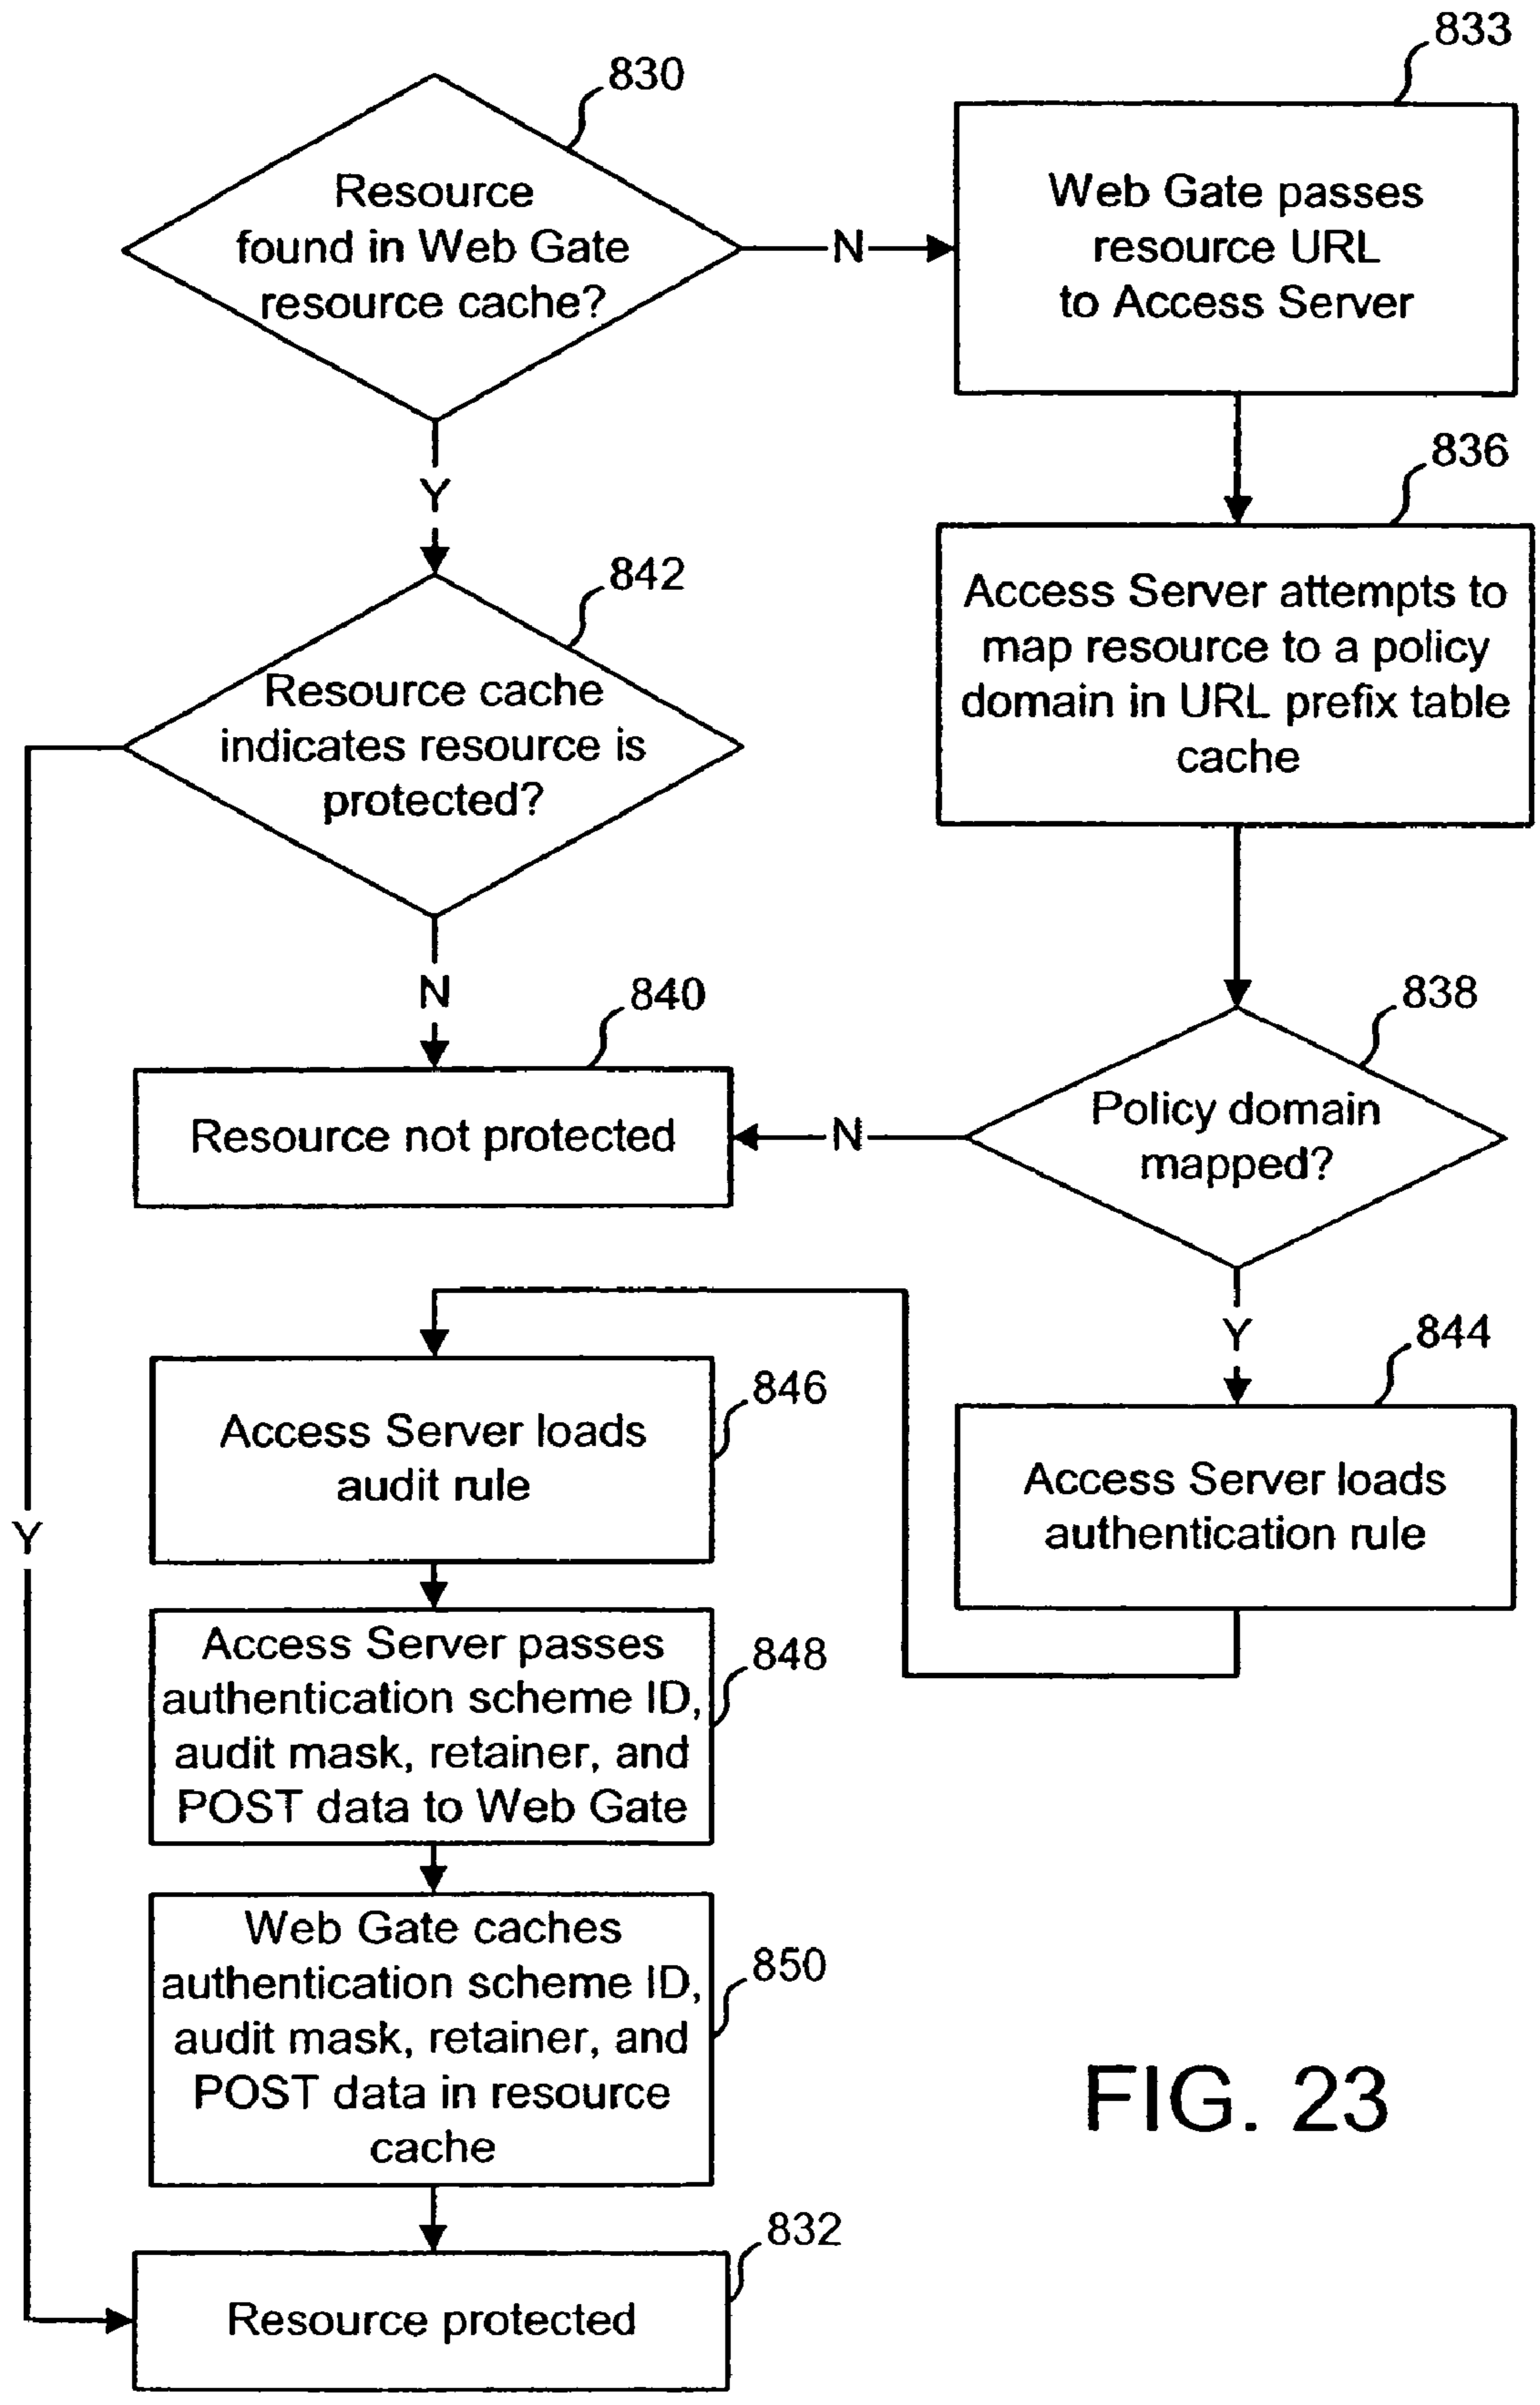 830
Resource
found in Web Gate
resource cache?
N
Y
833
Web Gate passes
resource URL
to Access Server
836
Access Server attempts to
map resource to a policy
domain in URL prefix table
cache
842
Resource cache
indicates resource is
protected?
N
Y
838
Policy domain
mapped?
N
Y
840
Resource not protected
844
Access Server loads
authentication rule
846
Access Server loads
audit rule
848
Access Server passes
authentication scheme ID,
audit mask, retainer, and
POST data to Web Gate
850
Web Gate caches
authentication scheme ID,
audit mask, retainer, and
POST data in resource
cache
832
Resource protected
FIG. 23